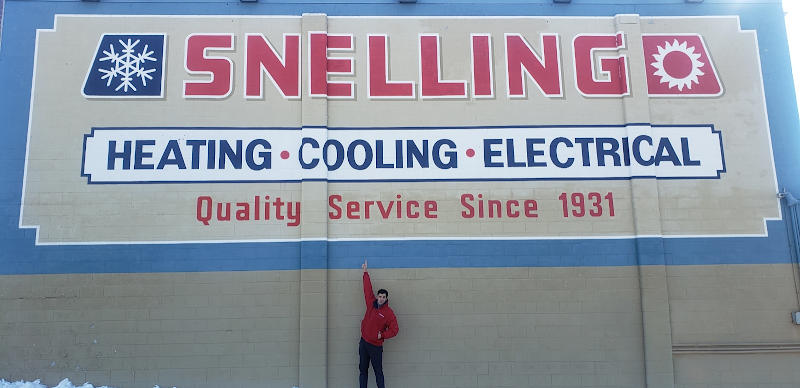 SNELLING
HEATING • COOLING • ELECTRICAL
Quality Service Since 1931